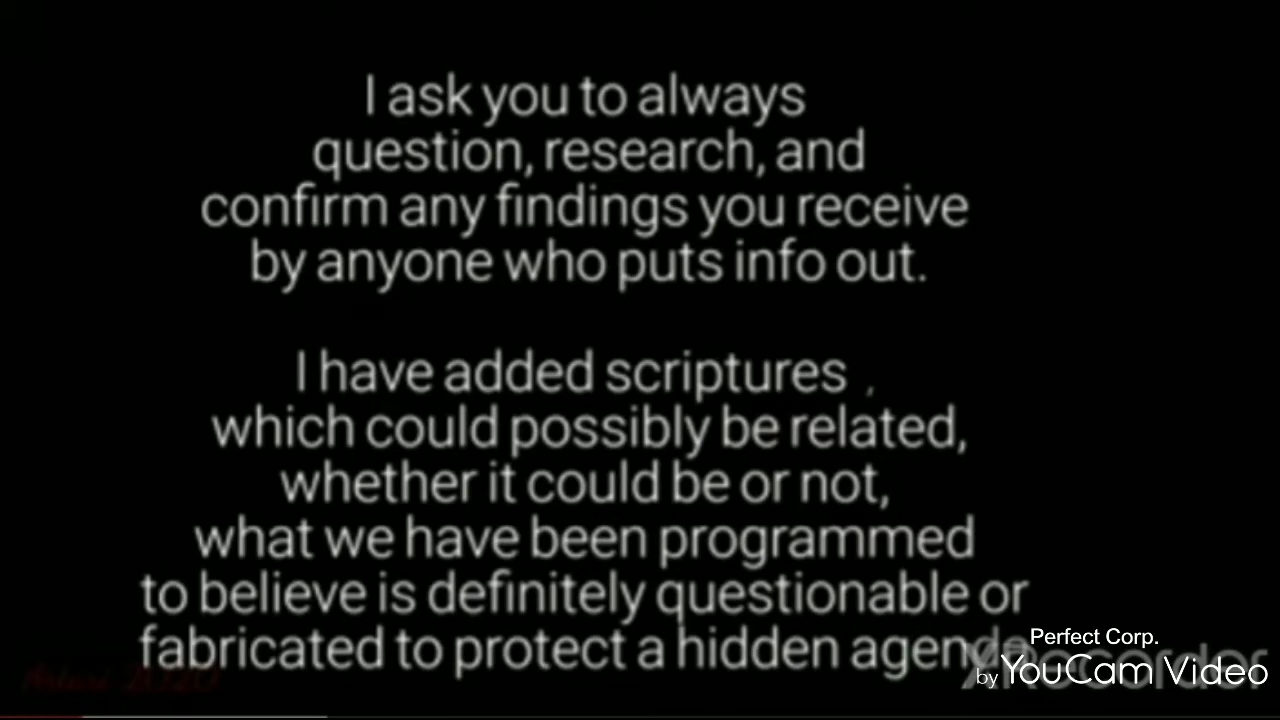 I ask you to always
question, research, and
confirm any findings you receive
by anyone who puts info out.
I have added scriptures ,
which could possibly be related,
whether it could be or not,
what we have been programmed
to believe is definitely questionable or
fabricated to protect a hidden agenda
Perfect Corp.
XRecorder
by YouCam Video